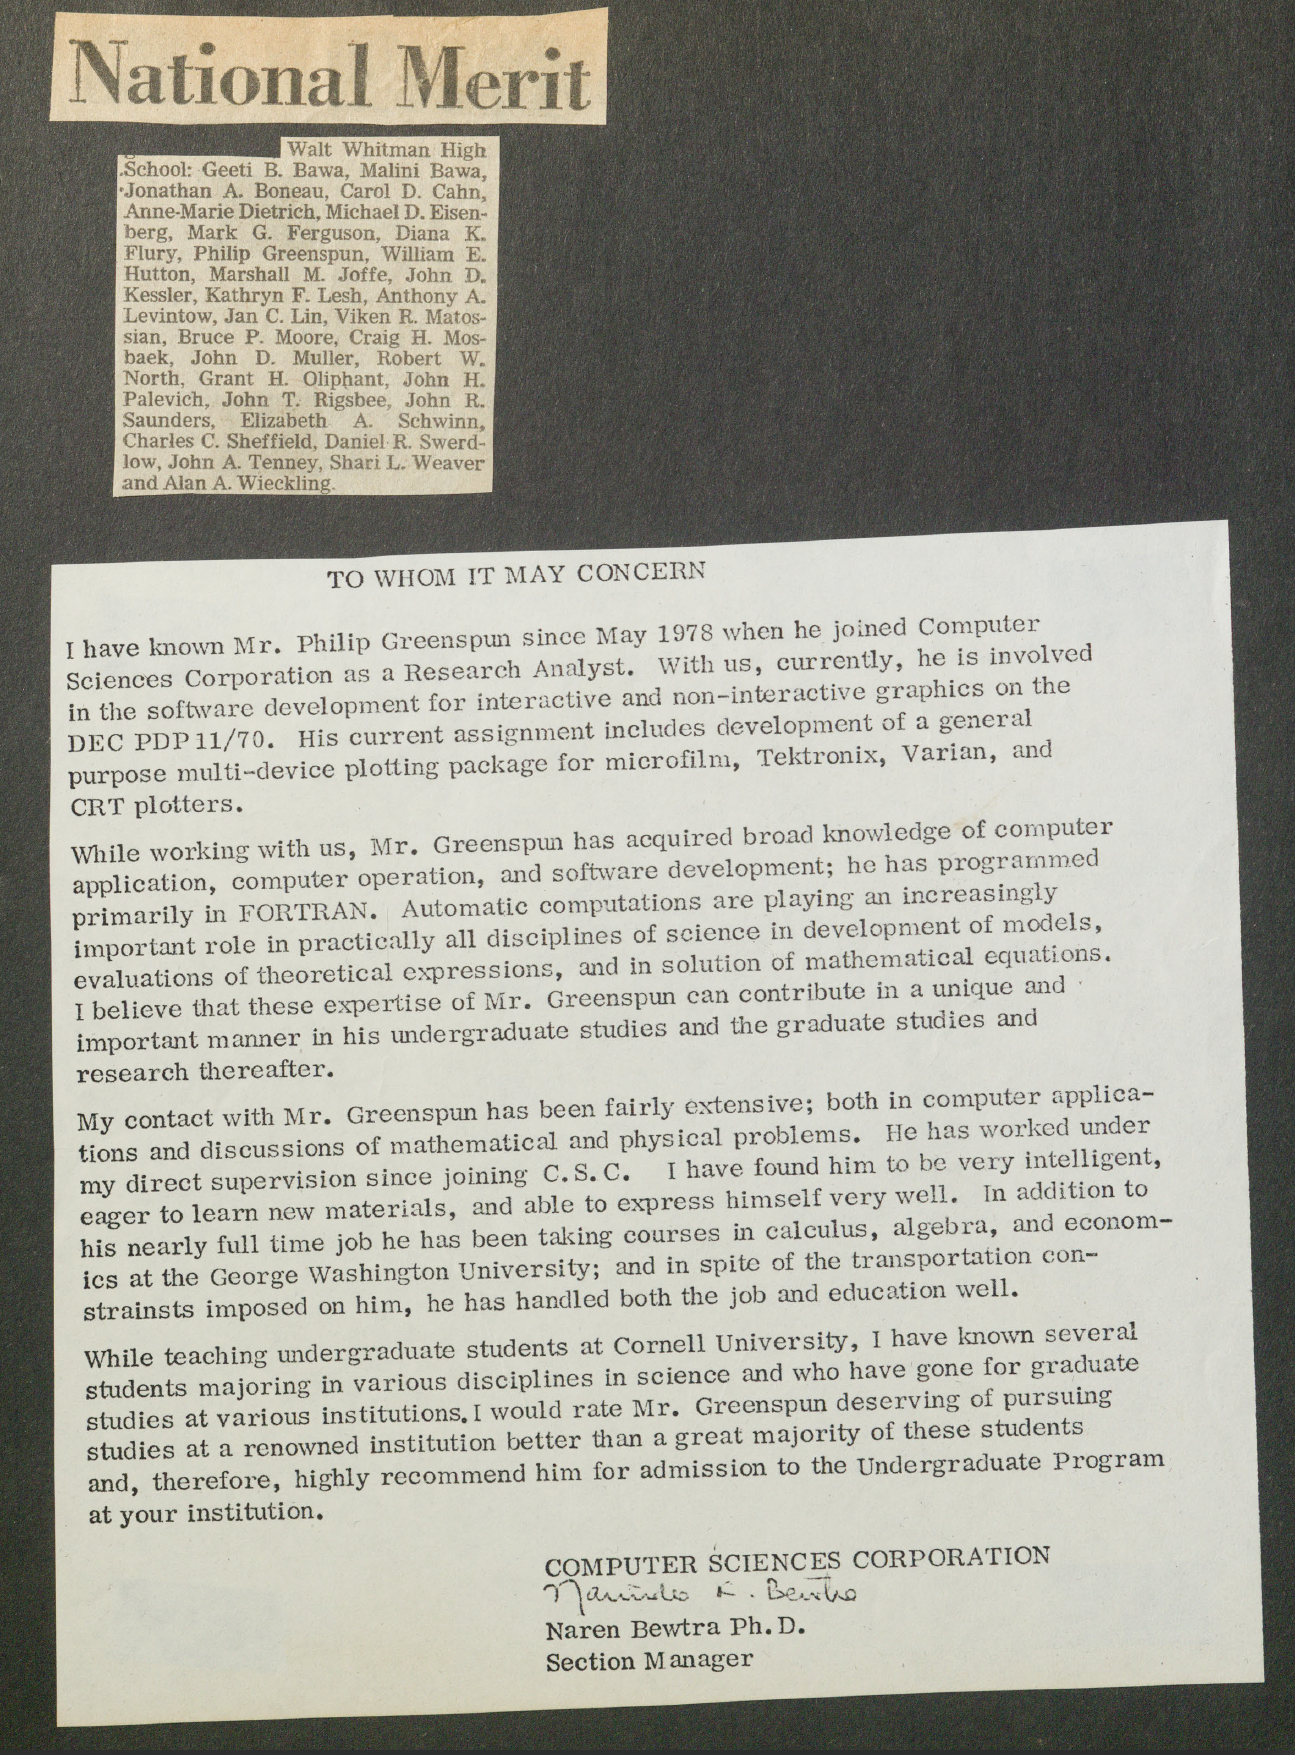 National Merit
Walt Whitman High
School: Geeti B. Bawa, Malini Bawa,
Jonathan A. Boneau, Carol D. Cahn,
Anne-Marie Dietrich, Michael D. Eisen-
berg, Mark G. Ferguson, Diana K.
Flury, Philip Greenspun, William E.
Hutton, Marshall M. Joffe, John D.
Kessler, Kathryn F. Lesh, Anthony A.
Levintow, Jan C. Lin, Viken R. Matos-
sian, Bruce P. Moore, Craig H. Mos-
baek, John D. Muller, Robert W.
North, Grant H. Oliphant, John H.
Palevich, John T. Rigsbee, John R.
Saunders, Elizabeth A. Schwinn,
Charles C. Sheffield, Daniel R. Swerd-
low, John A. Tenney, Shari L. Weaver
and Alan A. Wieckling.
TO WHOM IT MAY CONCERN
I have known Mr. Philip Greenspun since May 1978 when he joined Computer
Sciences Corporation as a Research Analyst. With us, currently, he is involved
in the software development for interactive and non-interactive graphics on the
DEC PDP 11/70. His current assignment includes development of a general
purpose multi-device plotting package for microfilm, Tektronix, Varian, and
CRT plotters.
While working with us, Mr. Greenspun has acquired broad knowledge of computer
application, computer operation, and software development; he has programmed
primarily in FORTRAN. Automatic computations are playing an increasingly
important role in practically all disciplines of science in development of models,
evaluations of theoretical expressions, and in solution of mathematical equations.
I believe that these expertise of Mr. Greenspun can contribute in a unique and
important manner in his undergraduate studies and the graduate studies and
research thereafter.
My contact with Mr. Greenspun has been fairly extensive; both in computer applica-
tions and discussions of mathematical and physical problems. He has worked under
my direct supervision since joining C.S.C. I have found him to be very intelligent,
eager to learn new materials, and able to express himself very well. In addition to
his nearly full time job he has been taking courses in calculus, algebra, and econom-
ics at the George Washington University; and in spite of the transportation con-
strainsts imposed on him, he has handled both the job and education well.
While teaching undergraduate students at Cornell University, I have known several
students majoring in various disciplines in science and who have gone for graduate
studies at various institutions. I would rate Mr. Greenspun deserving of pursuing
studies at a renowned institution better than a great majority of these students
and, therefore, highly recommend him for admission to the Undergraduate Program
at your institution.
COMPUTER SCIENCES CORPORATION
K. Bewtra
Naren Bewtra Ph.D.
Section Manager